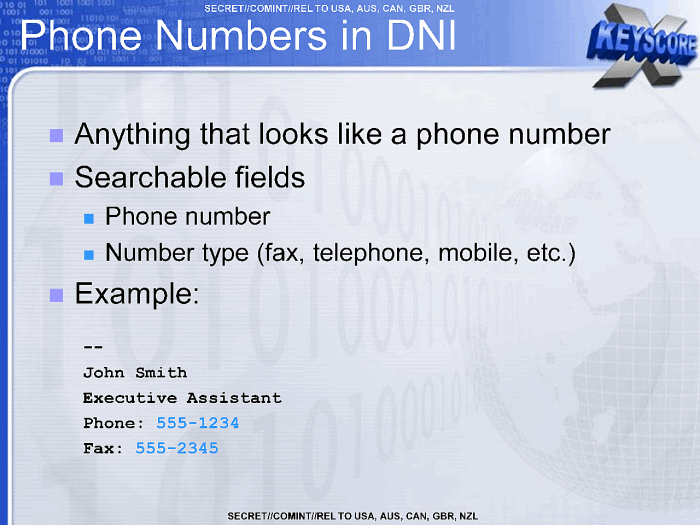 SECRET//COMINT//REL TO USA, AUS, CAN, GBR, NZL
Phone Numbers in DNI
X
KEYSCORE
Anything that looks like a phone number
Searchable fields
Phone number
Number type (fax, telephone, mobile, etc.)
Example:
--
John Smith
Executive Assistant
Phone: 555-1234
Fax: 555-2345
SECRET//COMINT//REL TO USA, AUS, CAN, GBR, NZL